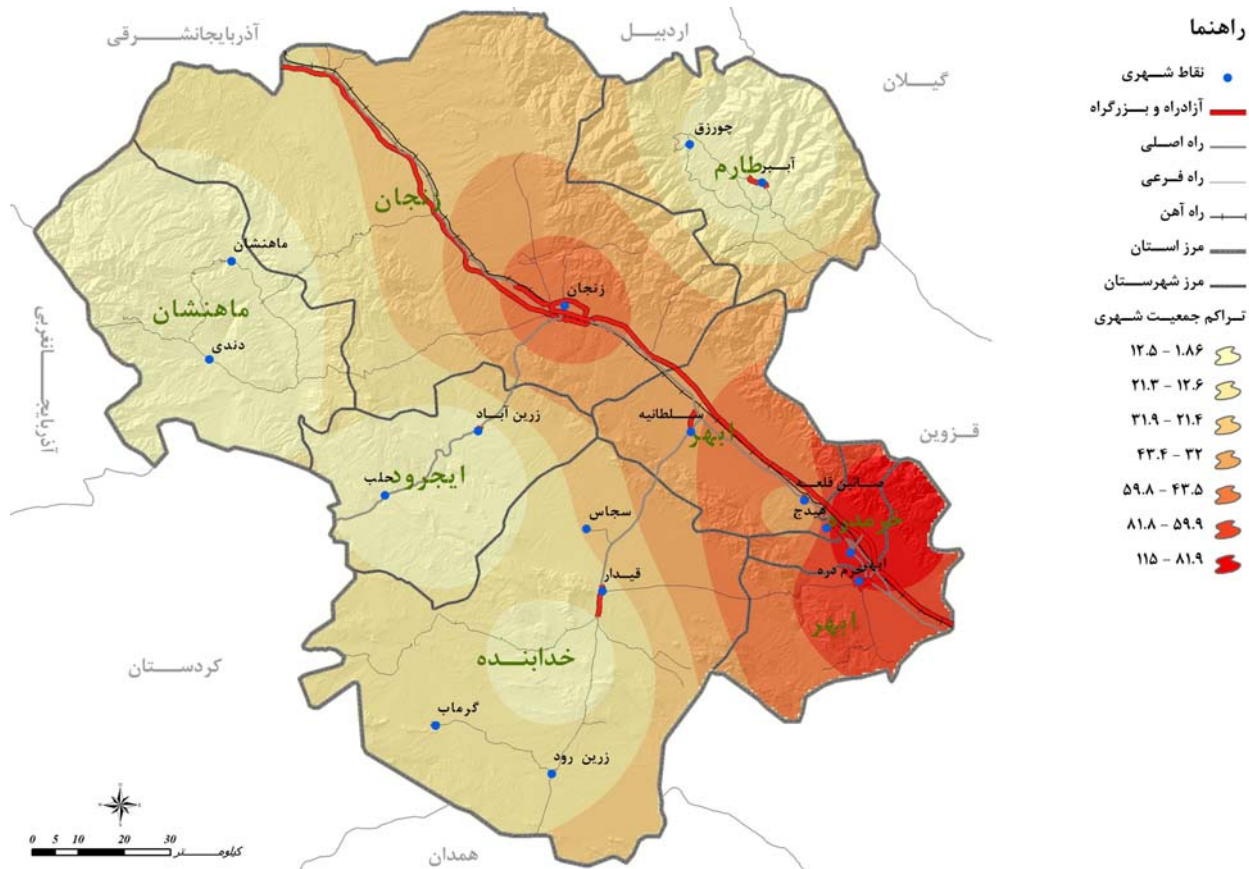 راهنما
نقاط شهری
آزادراه و بزرگراه
راه اصلی
راه فرعی
راه آهن
مرز استان
مرز شهرستان
تراکم جمعیت شهری
۱۲.۵ - ۱.۸۶
۲۱.۳ - ۱۲.۶
۳۱.۹ - ۲۱.۴
۴۳.۴ - ۳۲
۵۹.۸ - ۴۳.۵
۸۱.۸ - ۵۹.۹
۱۱۵ - ۸۱.۹
آذربایجانشرقی
اردبیل
گیلان
چورزق
آببر
طارم
زنجان
ماهنشان
زنجان
ماهنشان
دندی
آذربایجانغربی
سلطانیه
ابهر
قزوین
زرین آباد
ایجرود
حلب
صائین قلعه
هیدج
خرمدره
سجاس
ابهر
خرم دره
قیدار
ابهر
خدابنده
کردستان
گرماب
زرین رود
همدان
0 5 10 20 30
کیلومتر